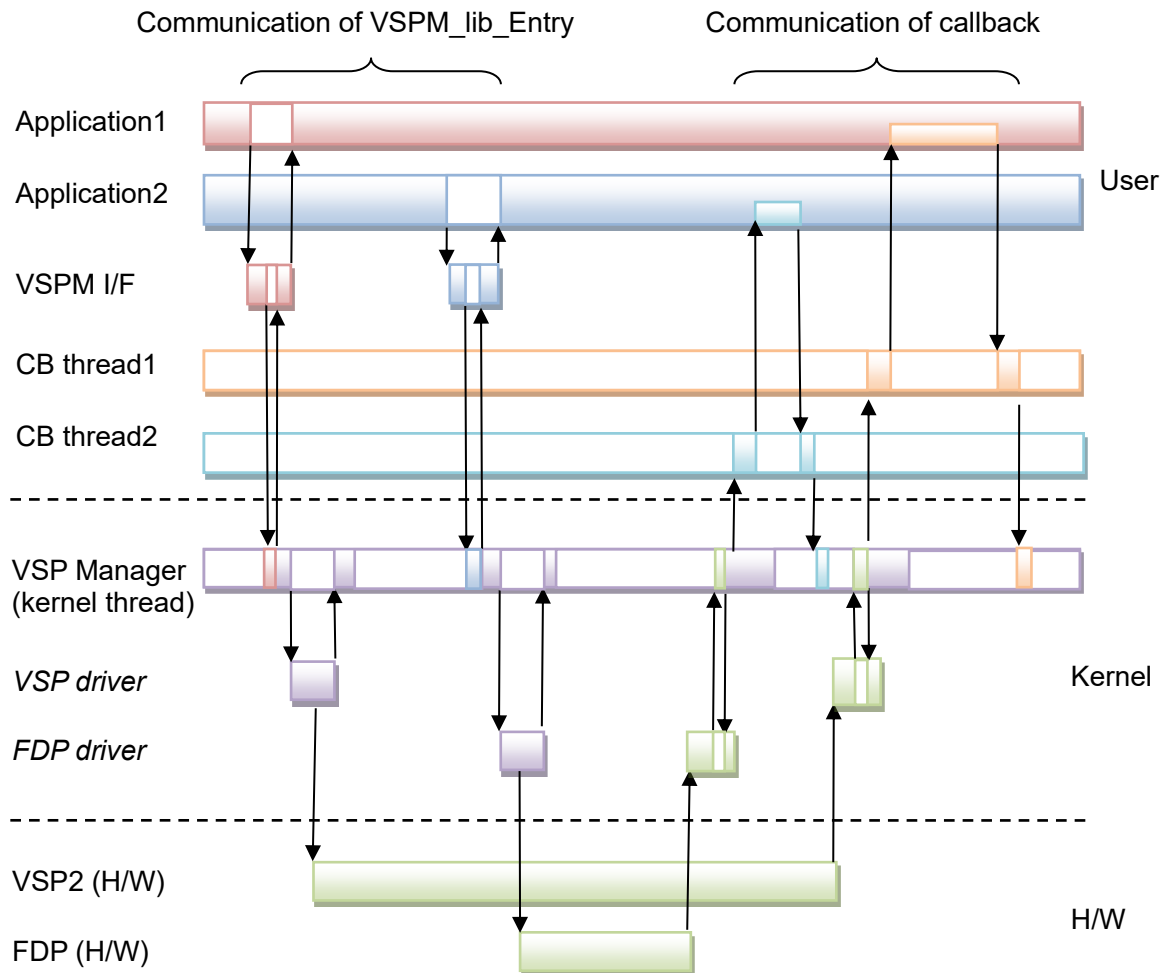 Communication of VSPM_lib_Entry
Communication of callback
Application1
Application2
User
VSPM I/F
CB thread1
CB thread2
VSP Manager
(kernel thread)
VSP driver
Kernel
FDP driver
VSP2 (H/W)
H/W
FDP (H/W)